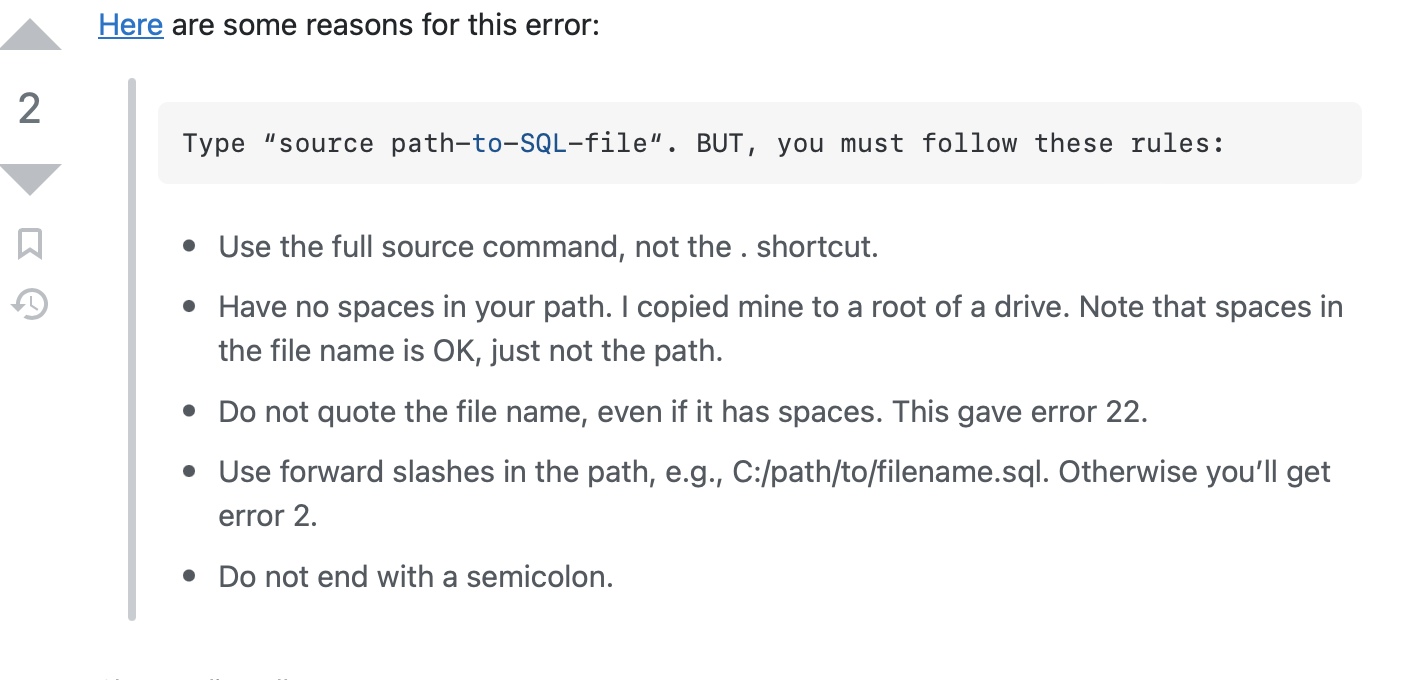 Here are some reasons for this error:
2
Type “source path-to-SQL-file“. BUT, you must follow these rules:
Use the full source command, not the . shortcut.
Have no spaces in your path. I copied mine to a root of a drive. Note that spaces in
the file name is OK, just not the path.
Do not quote the file name, even if it has spaces. This gave error 22.
Use forward slashes in the path, e.g., C:/path/to/filename.sql. Otherwise you’ll get
error 2.
Do not end with a semicolon.